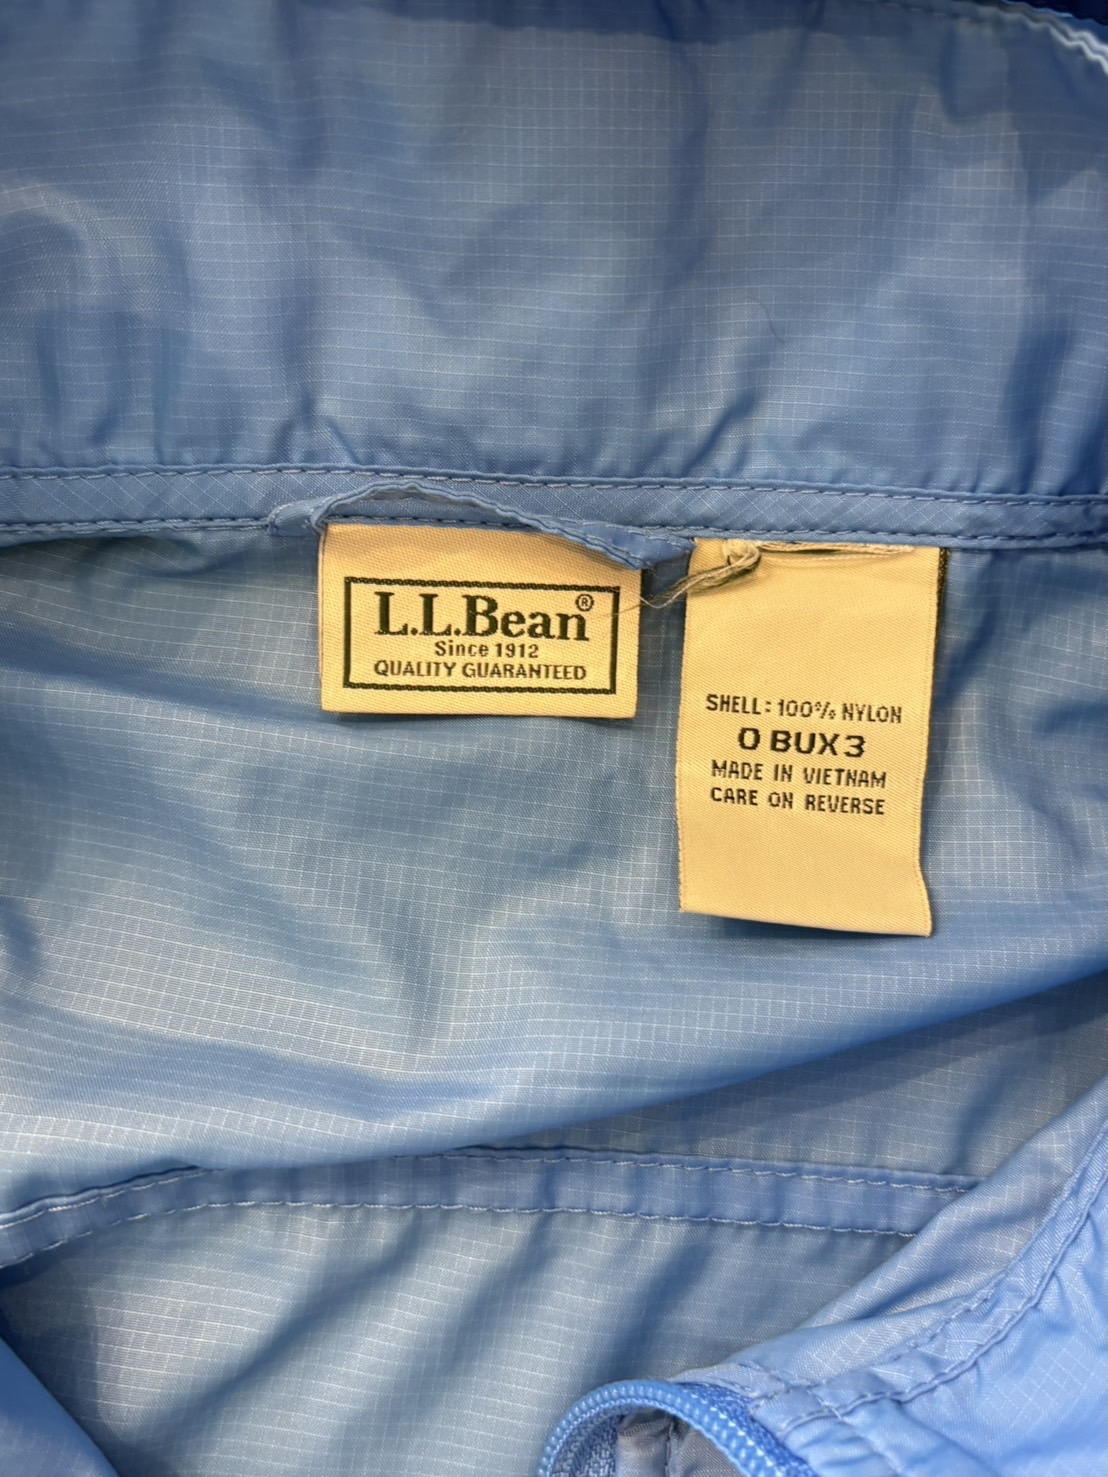 L.L.Bean®
Since 1912
QUALITY GUARANTEED
SHELL: 100% NYLON
0 BUX3
MADE IN VIETNAM
CARE ON REVERSE